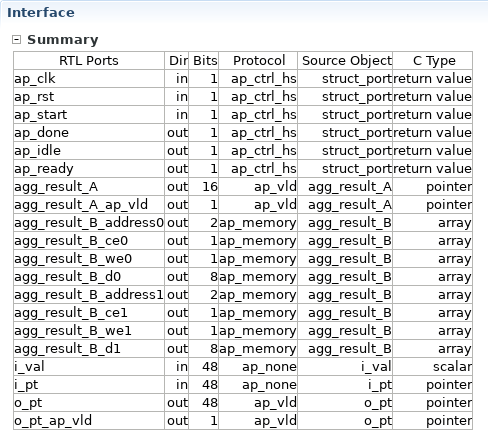 Interface
Summary
RTL Ports Dir Bits Protocol Source Object C Type
ap_clk in 1 ap_ctrl_hs struct_port return value
ap_rst in 1 ap_ctrl_hs struct_port return value
ap_start in 1 ap_ctrl_hs struct_port return value
ap_done out 1 ap_ctrl_hs struct_port return value
ap_idle out 1 ap_ctrl_hs struct_port return value
ap_ready out 1 ap_ctrl_hs struct_port return value
agg_result_A out 16 ap_vld agg_result_A pointer
agg_result_A_ap_vld out 1 ap_vld agg_result_A pointer
agg_result_B_address0 out 2 ap_memory agg_result_B array
agg_result_B_ce0 out 1 ap_memory agg_result_B array
agg_result_B_we0 out 1 ap_memory agg_result_B array
agg_result_B_d0 out 8 ap_memory agg_result_B array
agg_result_B_address1 out 2 ap_memory agg_result_B array
agg_result_B_ce1 out 1 ap_memory agg_result_B array
agg_result_B_we1 out 1 ap_memory agg_result_B array
agg_result_B_d1 out 8 ap_memory agg_result_B array
i_val in 48 ap_none i_val scalar
i_pt in 48 ap_none i_pt pointer
o_pt out 48 ap_vld o_pt pointer
o_pt_ap_vld out 1 ap_vld o_pt pointer